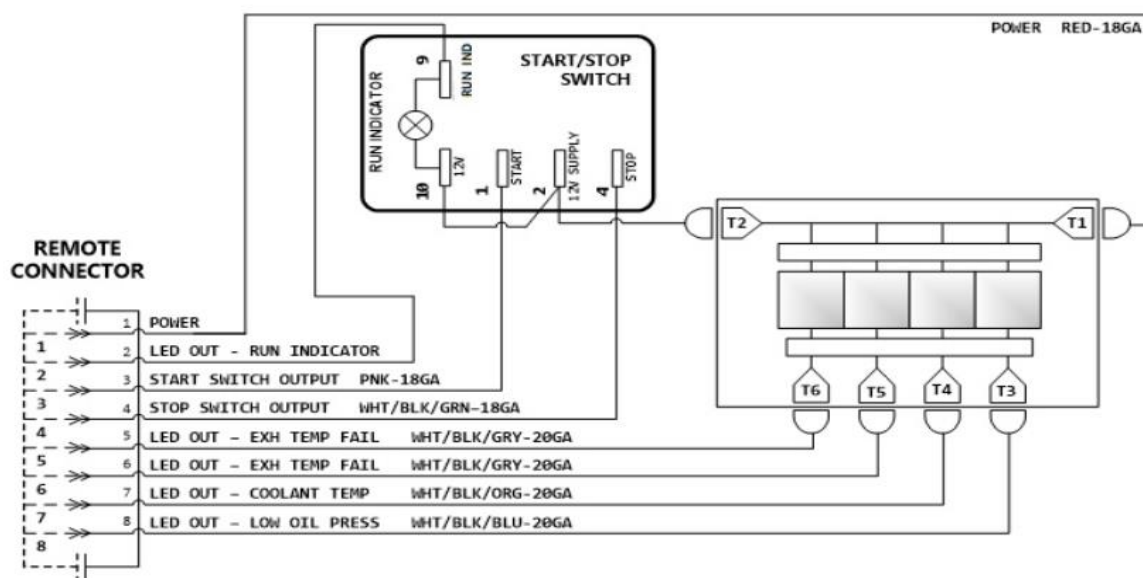 POWER RED-18GA
START/STOP
SWITCH
RUN INDICATOR
9
RUN IND
10
12V
1
START
2
12V SUPPLY
4
STOP
T2
T1
REMOTE
CONNECTOR
1 POWER
1
2 LED OUT - RUN INDICATOR
2
3 START SWITCH OUTPUT PNK-18GA
3
4 STOP SWITCH OUTPUT WHT/BLK/GRN-18GA
4
5 LED OUT - EXH TEMP FAIL WHT/BLK/GRY-20GA
5
6 LED OUT - EXH TEMP FAIL WHT/BLK/GRY-20GA
6
7 LED OUT - COOLANT TEMP WHT/BLK/ORG-20GA
7
8 LED OUT - LOW OIL PRESS WHT/BLK/BLU-20GA
8
T6
T5
T4
T3